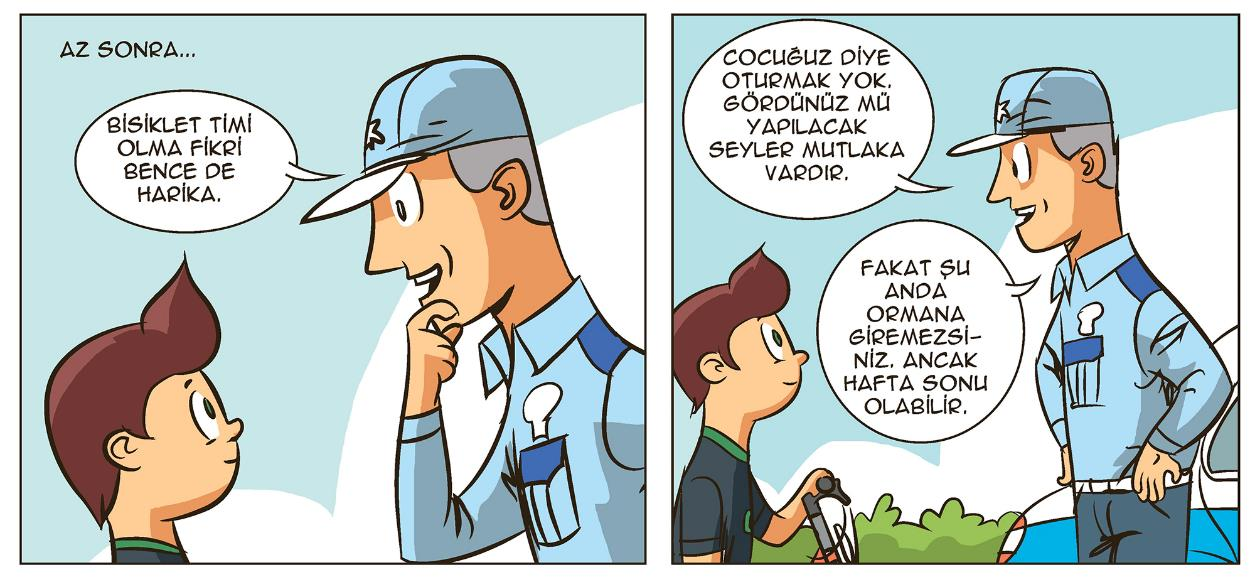 AZ SONRA...
BİSİKLET TİMİ
OLMA FİKRİ
BENCE DE
HARİKA.
COCUĞUZ DİYE
OTURMAK YOK.
GÖRDÜNÜZ MÜ
YAPILACAK
SEYLER MUTLAKA
VARDIR.
FAKAT ŞU
ANDA
ORMANA
GİREMEZSİ-
NİZ. ANCAK
HAFTA SONU
OLABİLİR.